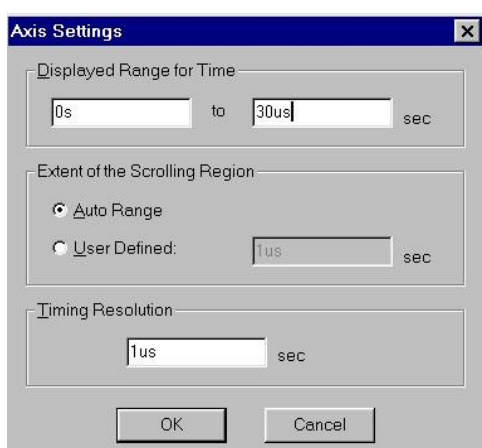 Axis Settings
Displayed Range for Time
0s to 30us sec
Extent of the Scrolling Region
Auto Range
User Defined: 1us sec
Timing Resolution
1us sec
OK Cancel